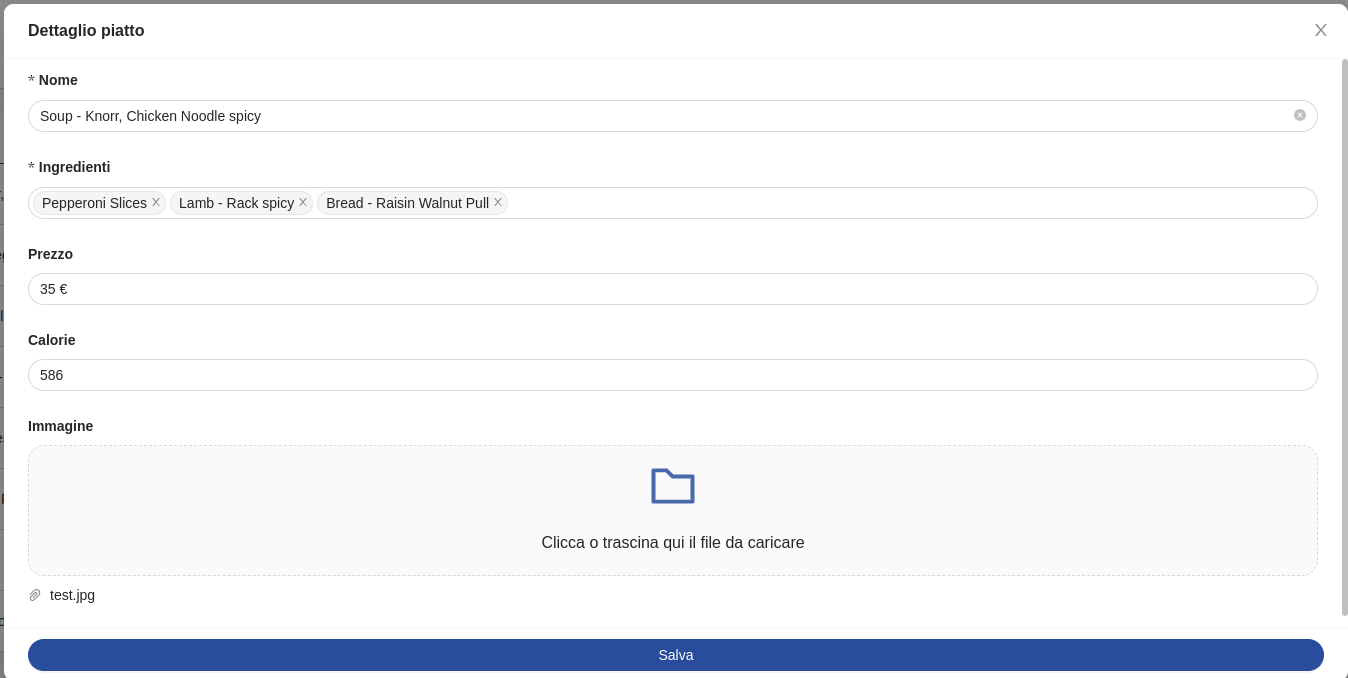 Dettaglio piatto
* Nome
Soup - Knorr, Chicken Noodle spicy
* Ingredienti
Pepperoni Slices Lamb - Rack spicy Bread - Raisin Walnut Pull
Prezzo
35 €
Calorie
586
Immagine
Clicca o trascina qui il file da caricare
test.jpg
Salva